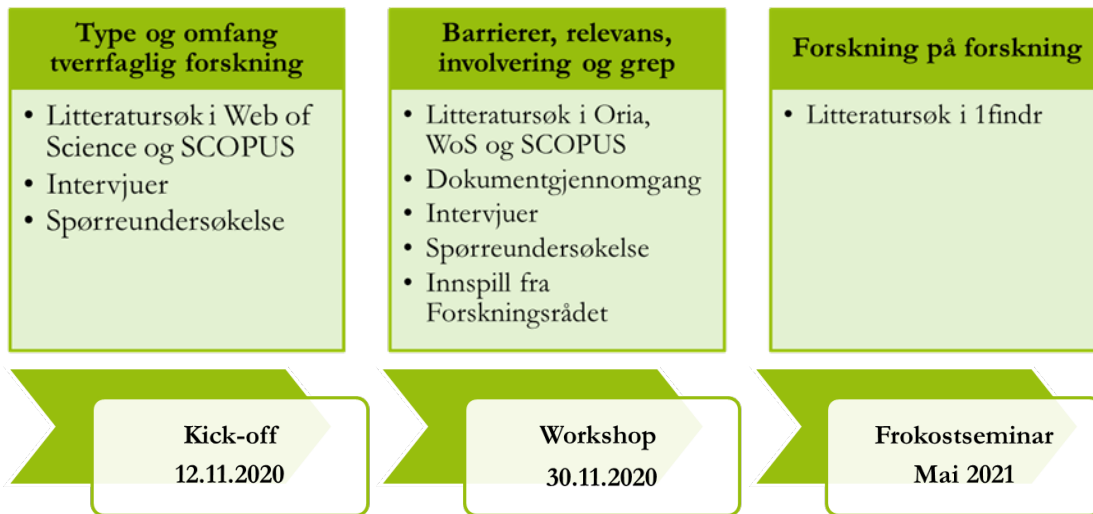 Type og omfang
tverrfaglig forskning
• Litteratursøk i Web of
Science og SCOPUS
• Intervjuer
• Spørreundersøkelse
Barrierer, relevans,
involvering og grep
• Litteratursøk i Oria,
WoS og SCOPUS
• Dokumentgjennomgang
• Intervjuer
• Spørreundersøkelse
• Innspill fra
Forskningsrådet
Forskning på forskning
• Litteratursøk i 1findr
Kick-off
12.11.2020
Workshop
30.11.2020
Frokostseminar
Mai 2021